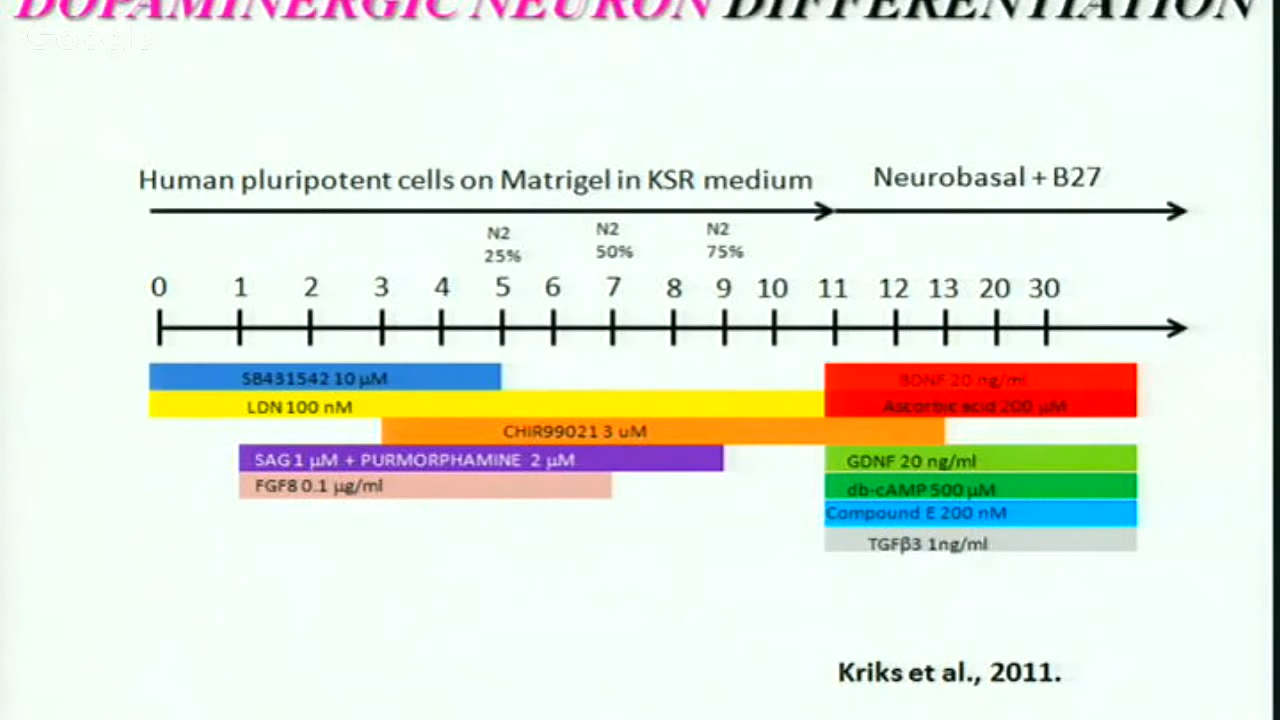 DOPAMINERGIC NEURON DIFFERENTIATION
Google
Human pluripotent cells on Matrigel in KSR medium
Neurobasal + B27
N2 25%
N2 50%
N2 75%
0 1 2 3 4 5 6 7 8 9 10 11 12 13 20 30
SB431542 10 µM
BDNF 20 ng/ml
LDN 100 nM
Ascorbic acid 200 µM
CHIR99021 3 uM
SAG 1 µM + PURMORPHAMINE 2 µM
GDNF 20 ng/ml
FGF8 0.1 µg/ml
db-cAMP 500 µM
Compound E 200 nM
TGFβ3 1ng/ml
Kriks et al., 2011.